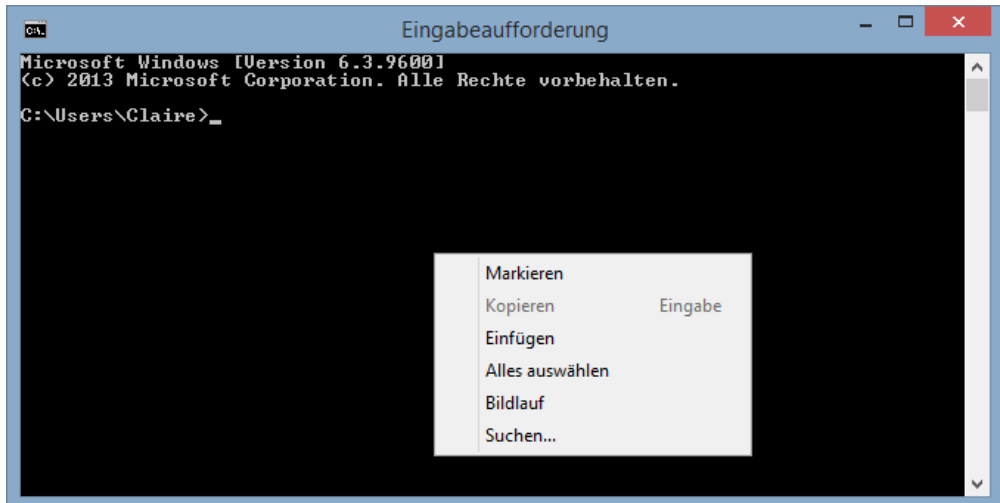 Eingabeaufforderung
Microsoft Windows [Version 6.3.9600]
(c) 2013 Microsoft Corporation. Alle Rechte vorbehalten.
C:\Users\Claire>_
Markieren
Kopieren Eingabe
Einfügen
Alles auswählen
Bildlauf
Suchen...